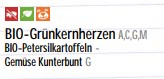 BIO-Grünkernherzen A,C,G,M
BIO-Petersilkartoffeln -
Gemüse Kunterbunt G